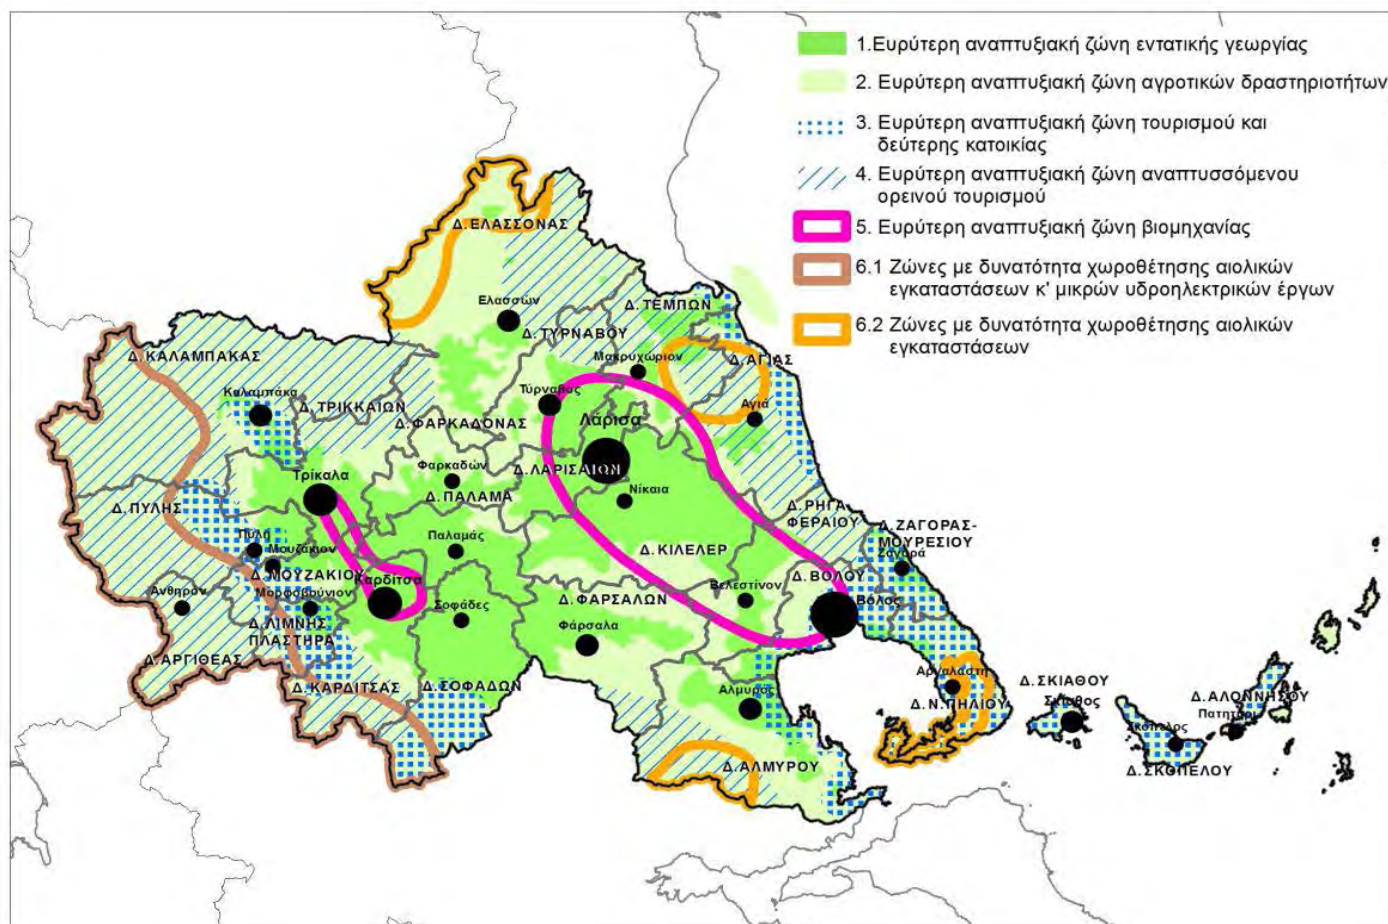 1.Ευρύτερη αναπτυξιακή ζώνη εντατικής γεωργίας
2. Ευρύτερη αναπτυξιακή ζώνη αγροτικών δραστηριοτήτων
3. Ευρύτερη αναπτυξιακή ζώνη τουρισμού και
δεύτερης κατοικίας
4. Ευρύτερη αναπτυξιακή ζώνη αναπτυσσόμενου
ορεινού τουρισμού
5. Ευρύτερη αναπτυξιακή ζώνη βιομηχανίας
6.1 Ζώνες με δυνατότητα χωροθέτησης αιολικών
εγκαταστάσεων κ' μικρών υδροηλεκτρικών έργων
6.2 Ζώνες με δυνατότητα χωροθέτησης αιολικών
εγκαταστάσεων
Δ.ΕΛΑΣΣΟΝΑΣ
Ελασσών
Δ.ΤΕΜΠΩΝ
Δ.ΤΥΡΝΑΒΟΥ
Μακρυχώριον
Δ.ΑΓΙΑΣ
Δ.ΚΑΛΑΜΠΑΚΑΣ
Καλαμπάκα
Τύρναβος
Αγιά
Δ. ΤΡΙΚΚΑΙΩΝ
Δ.ΦΑΡΚΑΔΟΝΑΣ
Λάρισα
Τρίκαλα
Φαρκαδών
Δ.ΛΑΡΙΣΑΙΩΝ
Νίκαια
Δ.ΠΑΛΑΜΑ
Δ.ΠΥΛΗΣ
Δ.ΡΗΓΑ
ΦΕΡΑΙΟΥ
Δ.ΖΑΓΟΡΑΣ-
ΜΟΥΡΕΣΙΟΥ
Ζαγορά
Πύλη
Μουζάκιον
Παλαμάς
Δ.ΚΙΛΕΛΕΡ
Δ.ΜΟΥΖΑΚΙΟΥ
Καρδίτσα
Βελεστίνον
Δ.ΒΟΛΟΥ
Βόλος
Ανθηρόν
Μορφοβούνιον
Σοφάδες
Δ.ΦΑΡΣΑΛΩΝ
Φάρσαλα
Δ.ΛΙΜΝΗΣ
ΠΛΑΣΤΗΡΑ
Δ.ΑΡΓΙΘΕΑΣ
Δ.ΚΑΡΔΙΤΣΑΣ
Δ.ΣΟΦΑΔΩΝ
Αλμυρός
Αργαλαστή
Δ.Ν.ΠΗΛΙΟΥ
Δ.ΣΚΙΑΘΟΥ
Σκίαθος
Δ.ΑΛΟΝΝΗΣΟΥ
Πατητήρι
Σκόπελος
Δ.ΣΚΟΠΕΛΟΥ
Δ.ΑΛΜΥΡΟΥ